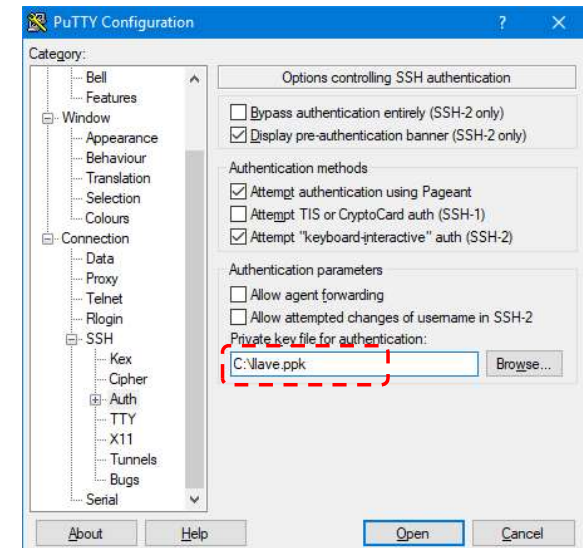 PuTTY Configuration
?
Category:
Bell
Features
Window
Appearance
Behaviour
Translation
Selection
Colours
Connection
Data
Proxy
Telnet
Rlogin
SSH
Kex
Cipher
Auth
TTY
X11
Tunnels
Bugs
Serial
Options controlling SSH authentication
Bypass authentication entirely (SSH-2 only)
Display pre-authentication banner (SSH-2 only)
Authentication methods
Attempt authentication using Pageant
Attempt TIS or CryptoCard auth (SSH-1)
Attempt "keyboard-interactive" auth (SSH-2)
Authentication parameters
Allow agent forwarding
Allow attempted changes of username in SSH-2
Private key file for authentication:
C:\llave.ppk
Browse...
About
Help
Open
Cancel